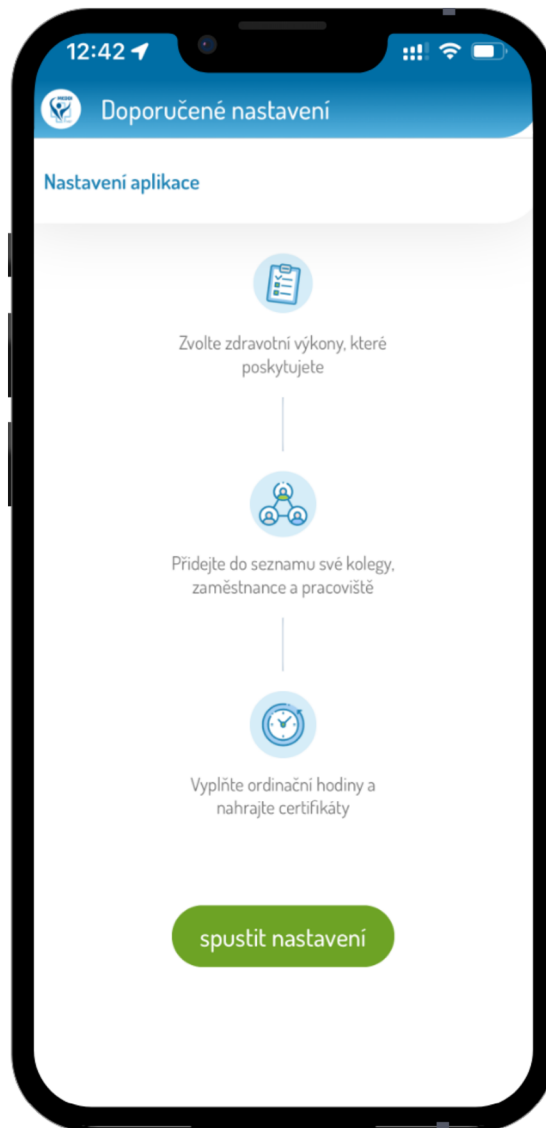 12:42
Doporučené nastavení
Nastavení aplikace
Zvolte zdravotní výkony, které
poskytujete
Přidejte do seznamu své kolegy,
zaměstnance a pracoviště
Vyplňte ordinační hodiny a
nahrajte certifikáty
spustit nastavení